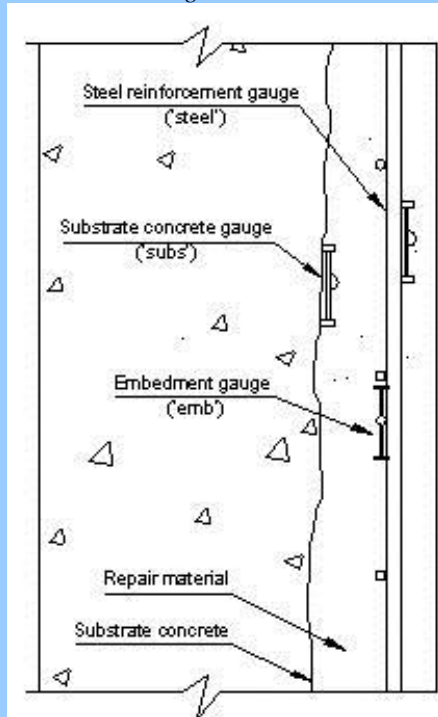 Steel reinforcement gauge
('steel')
Substrate concrete gauge
('subs')
Embedment gauge
('emb')
Repair material
Substrate concrete